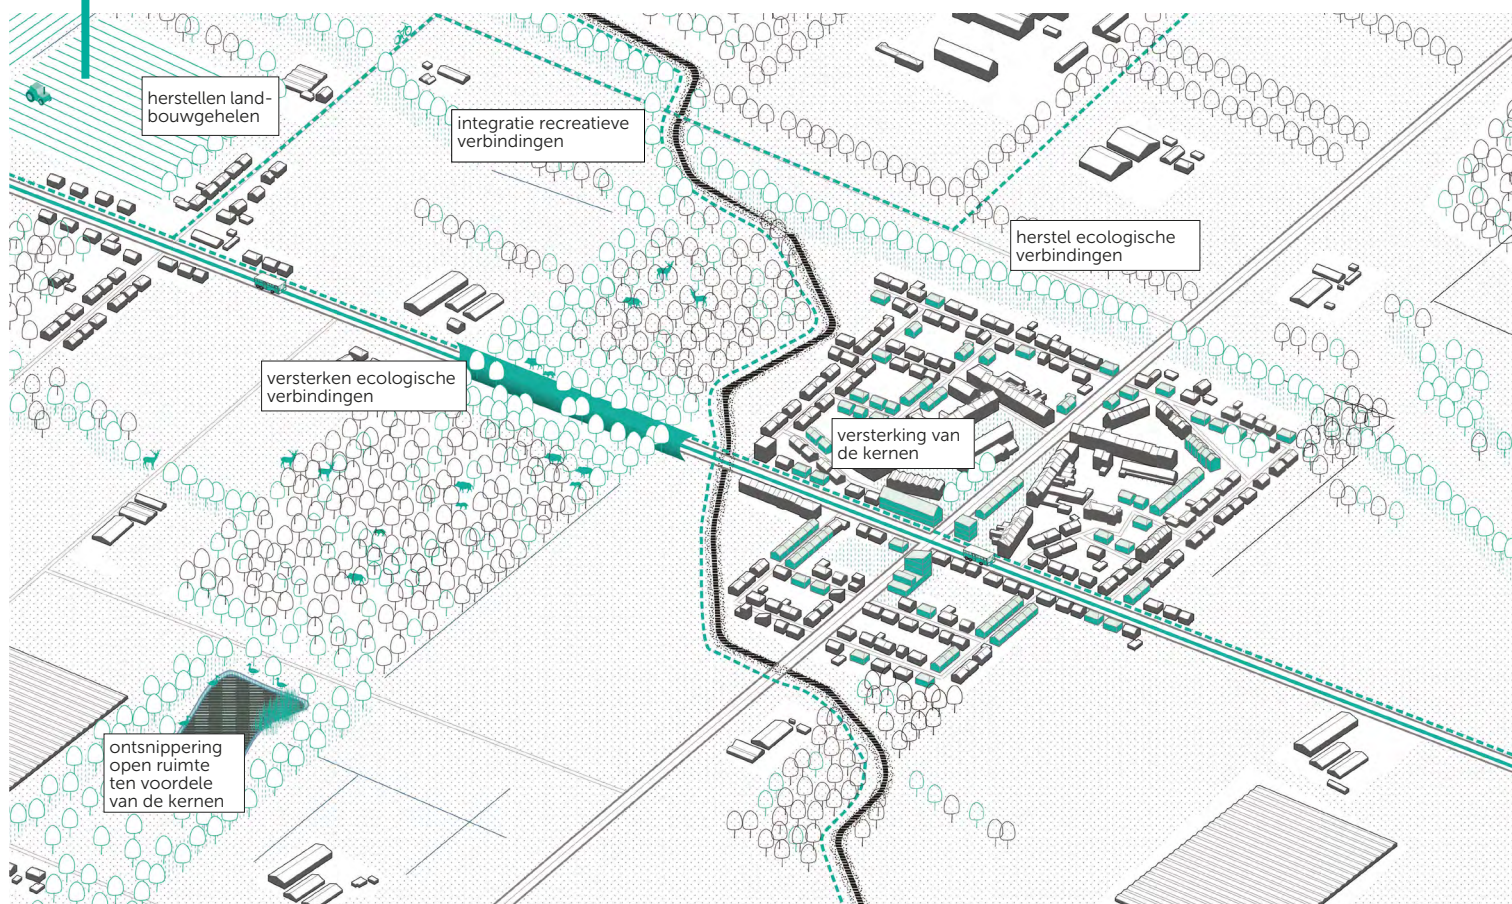 herstellen land-
bouwgehelen
integratie recreatieve
verbindingen
herstel ecologische
verbindingen
versterken ecologische
verbindingen
versterking van
de kernen
ontsnippering
open ruimte
ten voordele
van de kernen